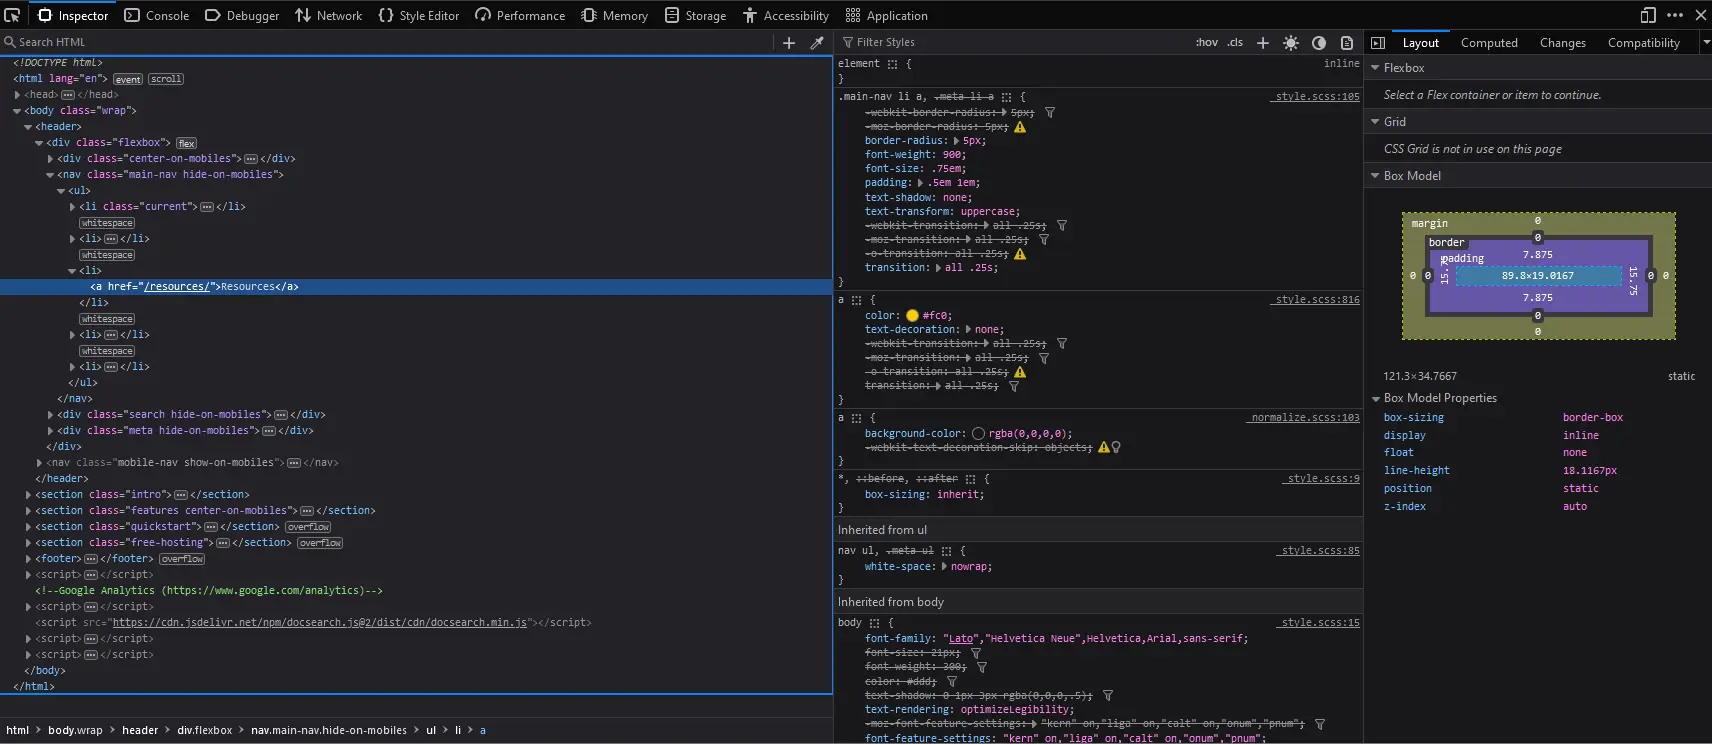 Inspector Console Debugger Network Style Editor Performance Memory Storage Accessibility Application
Search HTML
<!DOCTYPE html>
<html lang="en"> event scroll
<head></head>
<body class="wrap">
<header>
<div class="flexbox"> flex
<div class="center-on-mobiles"></div>
<nav class="main-nav hide-on-mobiles">
<ul>
<li class="current"></li>
whitespace
<li></li>
whitespace
<li>
<a href="/resources/">Resources</a>
</li>
whitespace
<li></li>
whitespace
<li></li>
</ul>
</nav>
<div class="search hide-on-mobiles"></div>
<div class="meta hide-on-mobiles"></div>
</div>
<nav class="mobile-nav show-on-mobiles"></nav>
</header>
<section class="intro"></section>
<section class="features center-on-mobiles"></section>
<section class="quickstart"></section> overflow
<section class="free-hosting"></section> overflow
<footer></footer> overflow
<script></script>
<!--Google Analytics (https://www.google.com/analytics)-->
<script></script>
<script src="https://cdn.jsdelivr.net/npm/docsearch.js@2/dist/cdn/docsearch.min.js"></script>
<script></script>
<script></script>
</body>
</html>
html > body.wrap > header > div.flexbox > nav.main-nav.hide-on-mobiles > ul > li > a
Filter Styles :hov .cls
element { inline
}
.main-nav li a, .meta li a { style.scss:105
-webkit-border-radius: 5px;
-moz-border-radius: 5px;
border-radius: 5px;
font-weight: 900;
font-size: .75em;
padding: .5em 1em;
text-shadow: none;
text-transform: uppercase;
-webkit-transition: all .25s;
-moz-transition: all .25s;
-o-transition: all .25s;
transition: all .25s;
}
a { style.scss:816
color: #fc0;
text-decoration: none;
-webkit-transition: all .25s;
-moz-transition: all .25s;
-o-transition: all .25s;
transition: all .25s;
}
a { normalize.scss:103
background-color: rgba(0,0,0,0);
-webkit-text-decoration-skip: objects;
}
*, ::before, ::after { style.scss:9
box-sizing: inherit;
}
Inherited from ul
nav ul, .meta ul { style.scss:85
white-space: nowrap;
}
Inherited from body
body { style.scss:15
font-family: "Lato","Helvetica Neue",Helvetica,Arial,sans-serif;
font-size: 21px;
font-weight: 300;
color: #ddd;
text-shadow: 0 1px 3px rgba(0,0,0,.5);
text-rendering: optimizeLegibility;
-moz-font-feature-settings: "kern" on,"liga" on,"calt" on,"onum","pnum";
font-feature-settings: "kern" on,"liga" on,"calt" on,"onum","pnum";
Layout Computed Changes Compatibility
Flexbox
Select a Flex container or item to continue.
Grid
CSS Grid is not in use on this page
Box Model
margin 0
border 0
padding 7.875
0 0 15.7 89.8×19.0167 15.75 0 0
7.875
0
0
121.3×34.7667 static
Box Model Properties
box-sizing border-box
display inline
float none
line-height 18.1167px
position static
z-index auto